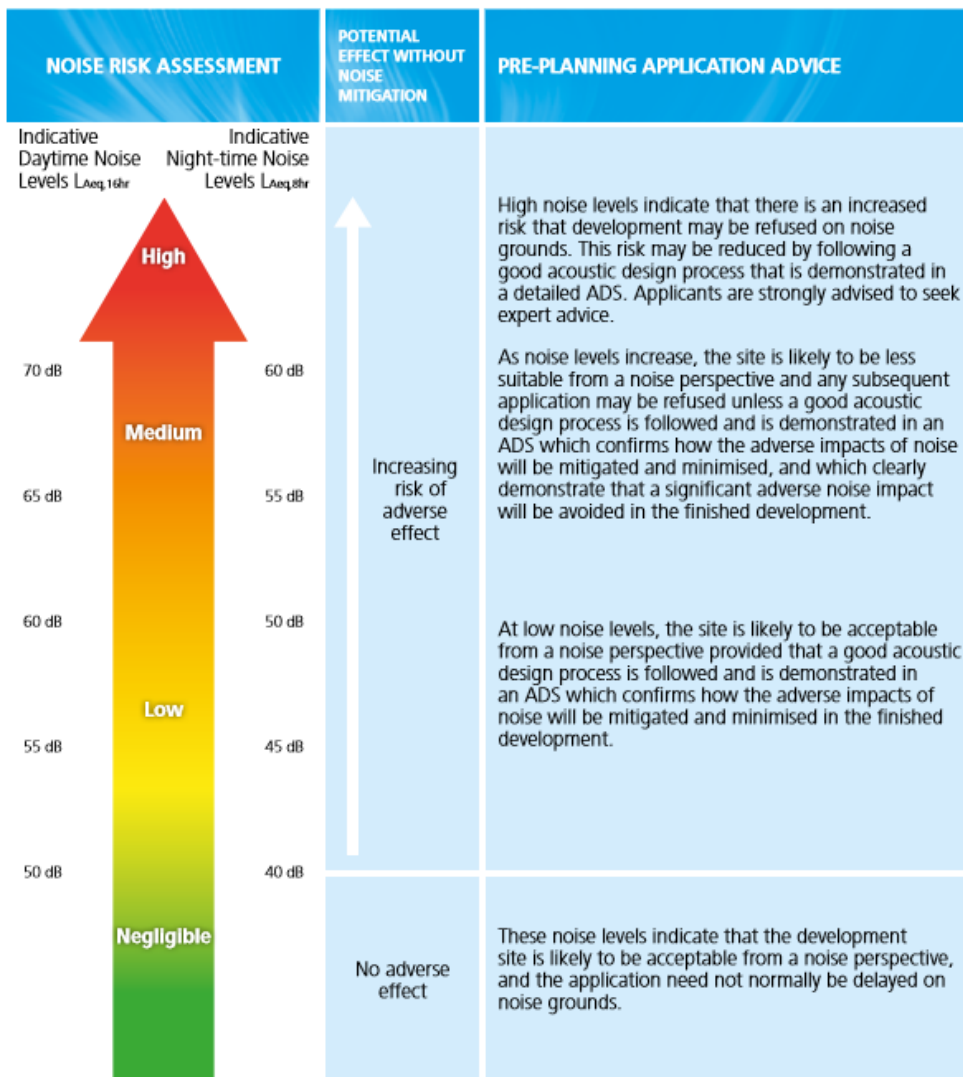 NOISE RISK ASSESSMENT
POTENTIAL
EFFECT WITHOUT
NOISE
MITIGATION
PRE-PLANNING APPLICATION ADVICE
Indicative
Daytime Noise
Levels LAeq,16hr
Indicative
Night-time Noise
Levels LAeq,8hr
High
70 dB
60 dB
Medium
65 dB
55 dB
60 dB
50 dB
Low
55 dB
45 dB
50 dB
40 dB
Negligible
Increasing
risk of
adverse
effect
No adverse
effect
High noise levels indicate that there is an increased
risk that development may be refused on noise
grounds. This risk may be reduced by following a
good acoustic design process that is demonstrated in
a detailed ADS. Applicants are strongly advised to seek
expert advice.
As noise levels increase, the site is likely to be less
suitable from a noise perspective and any subsequent
application may be refused unless a good acoustic
design process is followed and is demonstrated in an
ADS which confirms how the adverse impacts of noise
will be mitigated and minimised, and which clearly
demonstrate that a significant adverse noise impact
will be avoided in the finished development.
At low noise levels, the site is likely to be acceptable
from a noise perspective provided that a good acoustic
design process is followed and is demonstrated in
an ADS which confirms how the adverse impacts of
noise will be mitigated and minimised in the finished
development.
These noise levels indicate that the development
site is likely to be acceptable from a noise perspective,
and the application need not normally be delayed on
noise grounds.